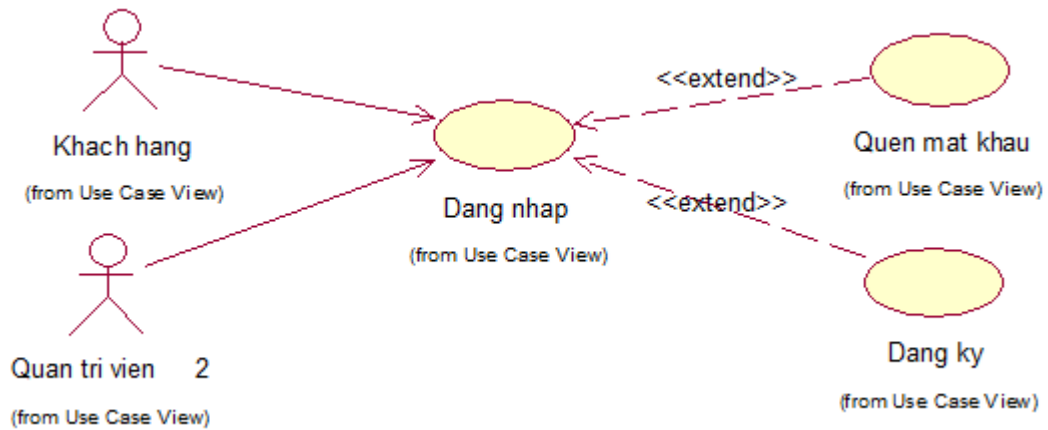 Khach hang
(from Use Case View)
<<extend>>
Quen mat khau
(from Use Case View)
Dang nhap
(from Use Case View)
<<extend>>
Quan tri vien 2
(from Use Case View)
Dang ky
(from Use Case View)